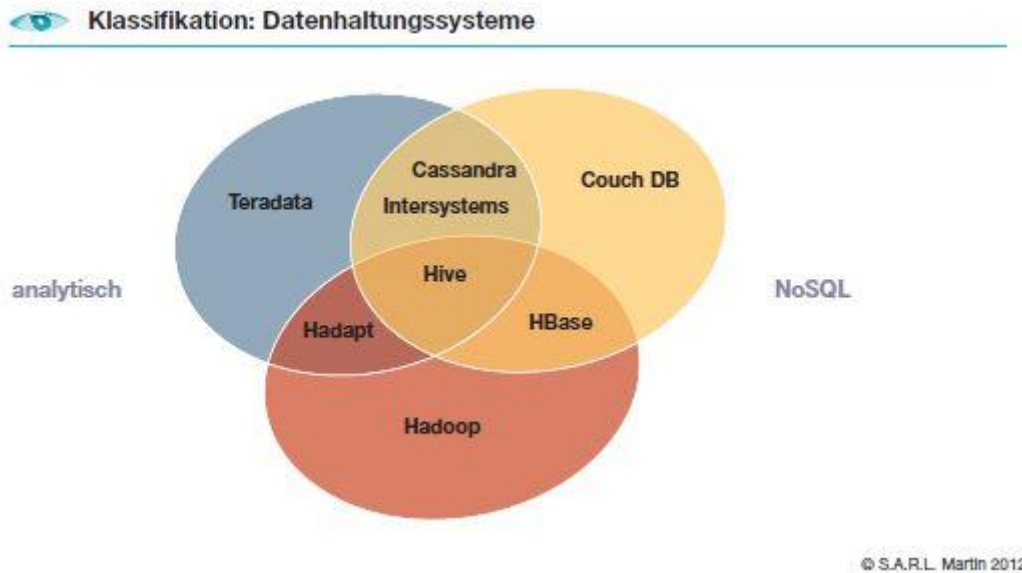 Klassifikation: Datenhaltungssysteme
Cassandra
Couch DB
Teradata
Intersystems
Hive
analytisch
NoSQL
HBase
Hadapt
Hadoop
© S.A.R.L. Martin 2012